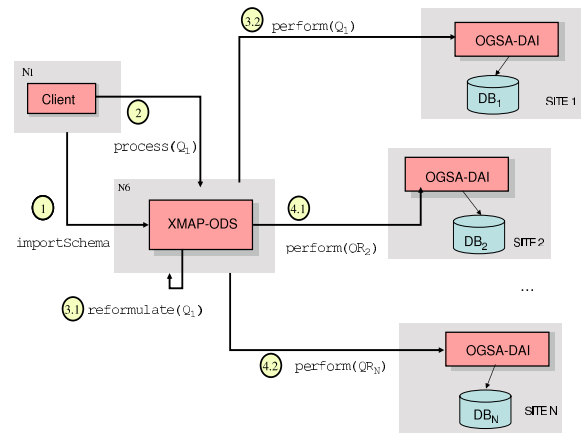 3.2
perform(Q1)
OGSA-DAI
DB1
SITE 1
N1
Client
2
process(Q1)
1
importSchema
N6
XMAP-ODS
3.1
reformulate(Q1)
4.1
perform(QR2)
OGSA-DAI
DB2
SITE 2
...
4.2
perform(QRN)
OGSA-DAI
DBN
SITE N